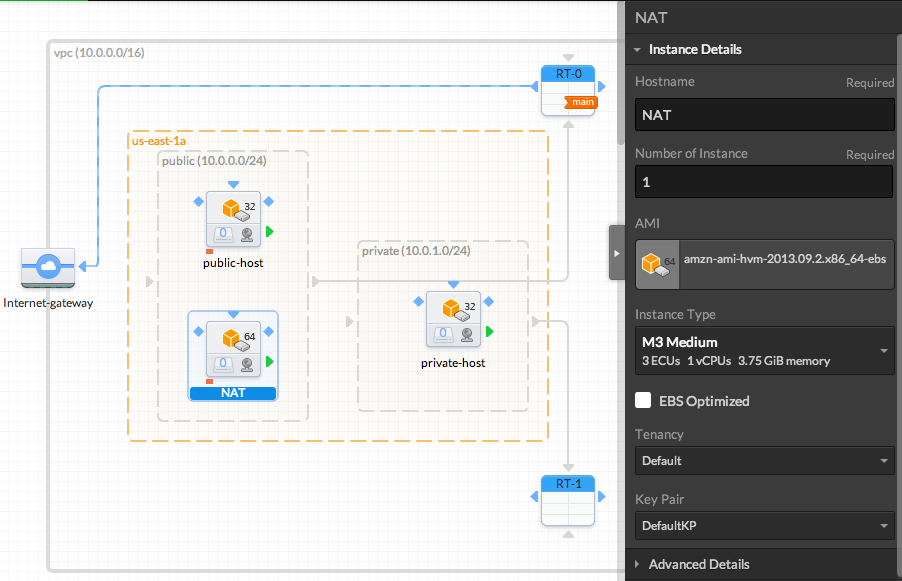 vpc (10.0.0.0/16)
RT-0
main
us-east-1a
public (10.0.0.0/24)
32
0
public-host
private (10.0.1.0/24)
32
0
private-host
Internet-gateway
64
0
NAT
RT-1
NAT
Instance Details
Hostname Required
NAT
Number of Instance Required
1
AMI
64 amzn-ami-hvm-2013.09.2.x86_64-ebs
Instance Type
M3 Medium
3 ECUs 1 vCPUs 3.75 GiB memory
EBS Optimized
Tenancy
Default
Key Pair
DefaultKP
Advanced Details